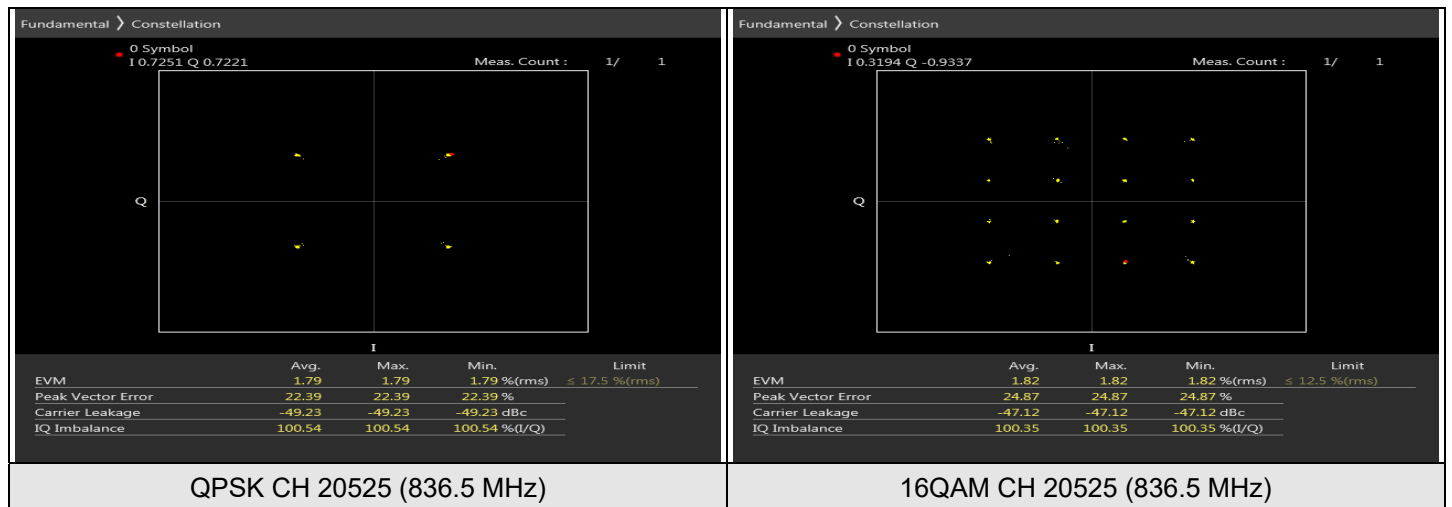 Fundamental ❯ Constellation
0 Symbol
I 0.7251 Q 0.7221 Meas. Count : 1/ 1
Q
I
Avg. Max. Min. Limit
EVM 1.79 1.79 1.79 %(rms) ≤ 17.5 %(rms)
Peak Vector Error 22.39 22.39 22.39 %
Carrier Leakage -49.23 -49.23 -49.23 dBc
IQ Imbalance 100.54 100.54 100.54 %(I/Q)
QPSK CH 20525 (836.5 MHz)
Fundamental ❯ Constellation
0 Symbol
I 0.3194 Q -0.9337 Meas. Count : 1/ 1
Q
I
Avg. Max. Min. Limit
EVM 1.82 1.82 1.82 %(rms) ≤ 12.5 %(rms)
Peak Vector Error 24.87 24.87 24.87 %
Carrier Leakage -47.12 -47.12 -47.12 dBc
IQ Imbalance 100.35 100.35 100.35 %(I/Q)
16QAM CH 20525 (836.5 MHz)